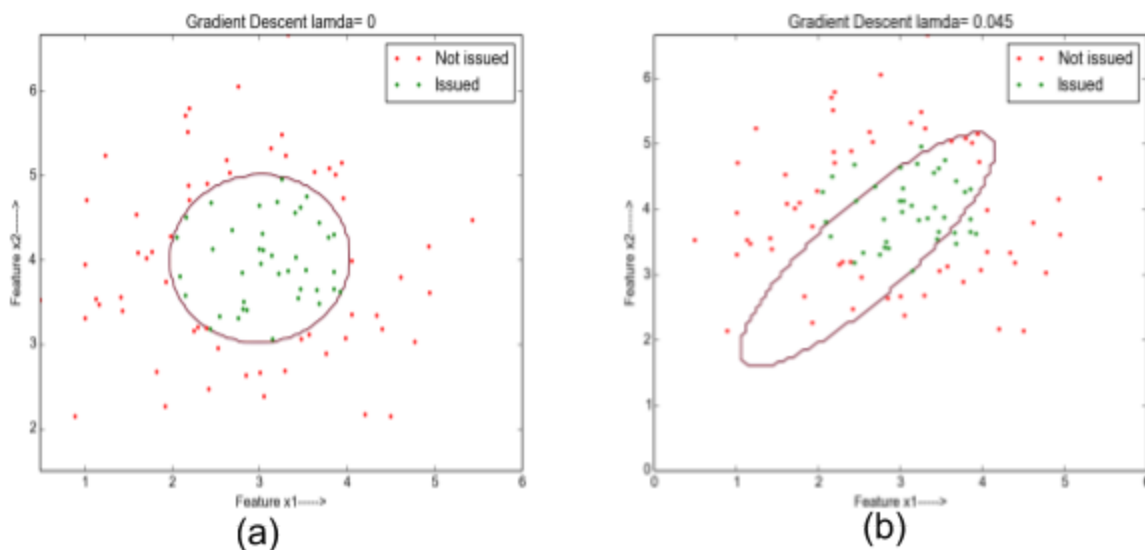 Gradient Descent lamda= 0
Not issued
Issued
6
5
4
3
2
Feature x2----->
1 2 3 4 5 6
Feature x1----->
(a)
Gradient Descent lamda= 0.045
Not issued
Issued
6
5
4
3
2
1
0
Feature x2----->
0 1 2 3 4 5 6
Feature x1----->
(b)